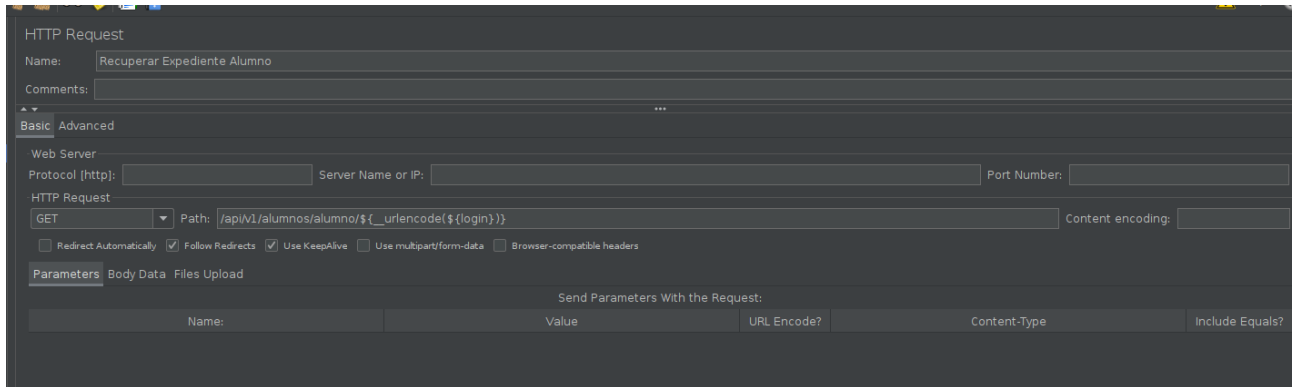 HTTP Request
Name: Recuperar Expediente Alumno
Comments:
Basic Advanced
Web Server
Protocol [http]: Server Name or IP: Port Number:
HTTP Request
GET Path: /api/v1/alumnos/alumno/${__urlencode(${login})} Content encoding:
Redirect Automatically Follow Redirects Use KeepAlive Use multipart/form-data Browser-compatible headers
Parameters Body Data Files Upload
Send Parameters With the Request:
Name: Value URL Encode? Content-Type Include Equals?